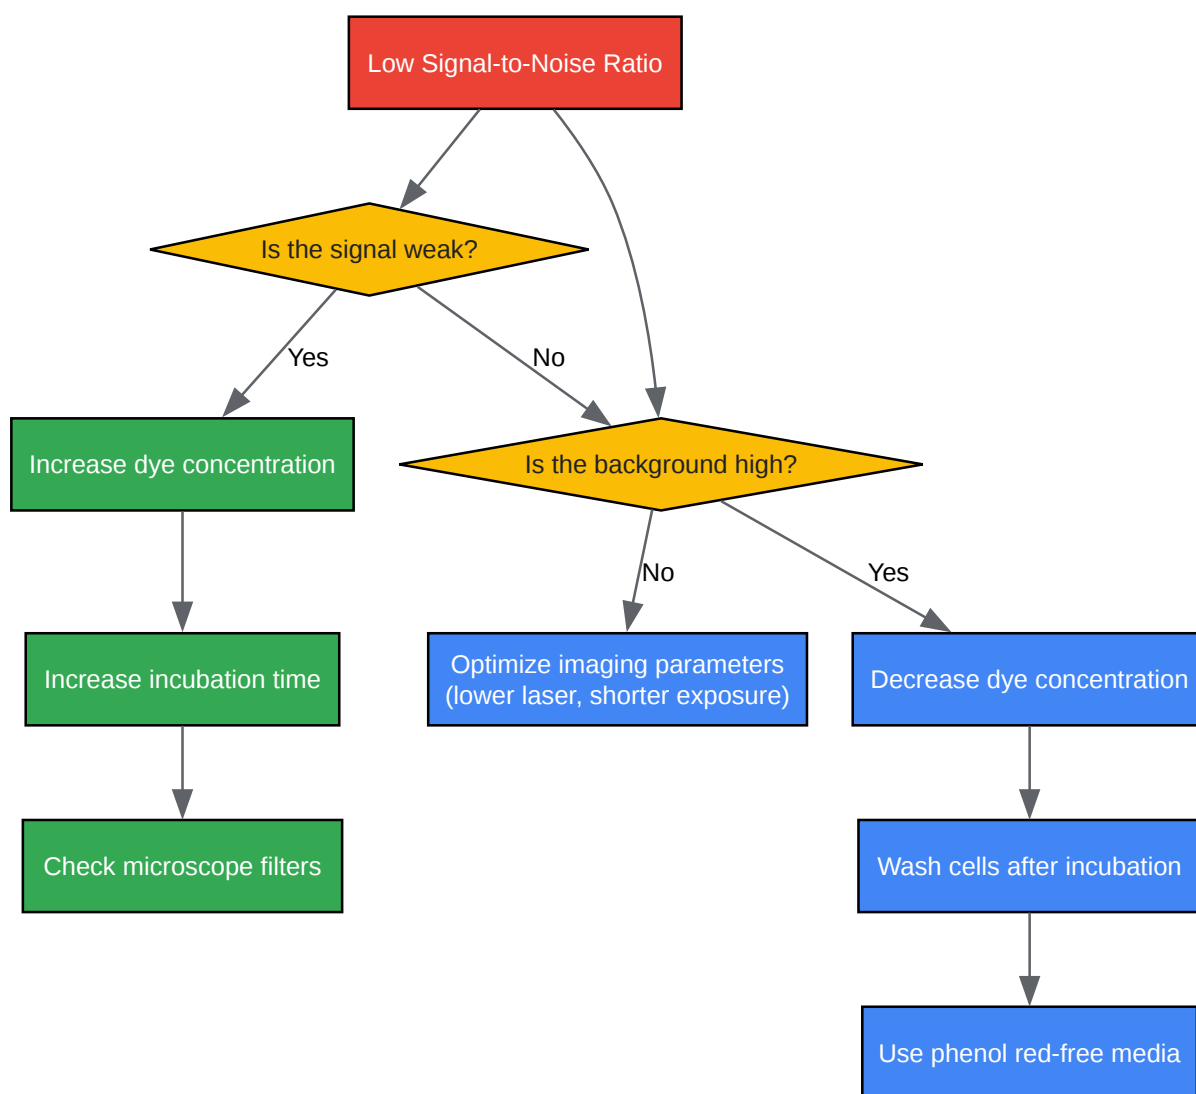 Low Signal-to-Noise Ratio
Is the signal weak?
Yes
No
Increase dye concentration
Is the background high?
No
Yes
Increase incubation time
Optimize imaging parameters
(lower laser, shorter exposure)
Decrease dye concentration
Check microscope filters
Wash cells after incubation
Use phenol red-free media